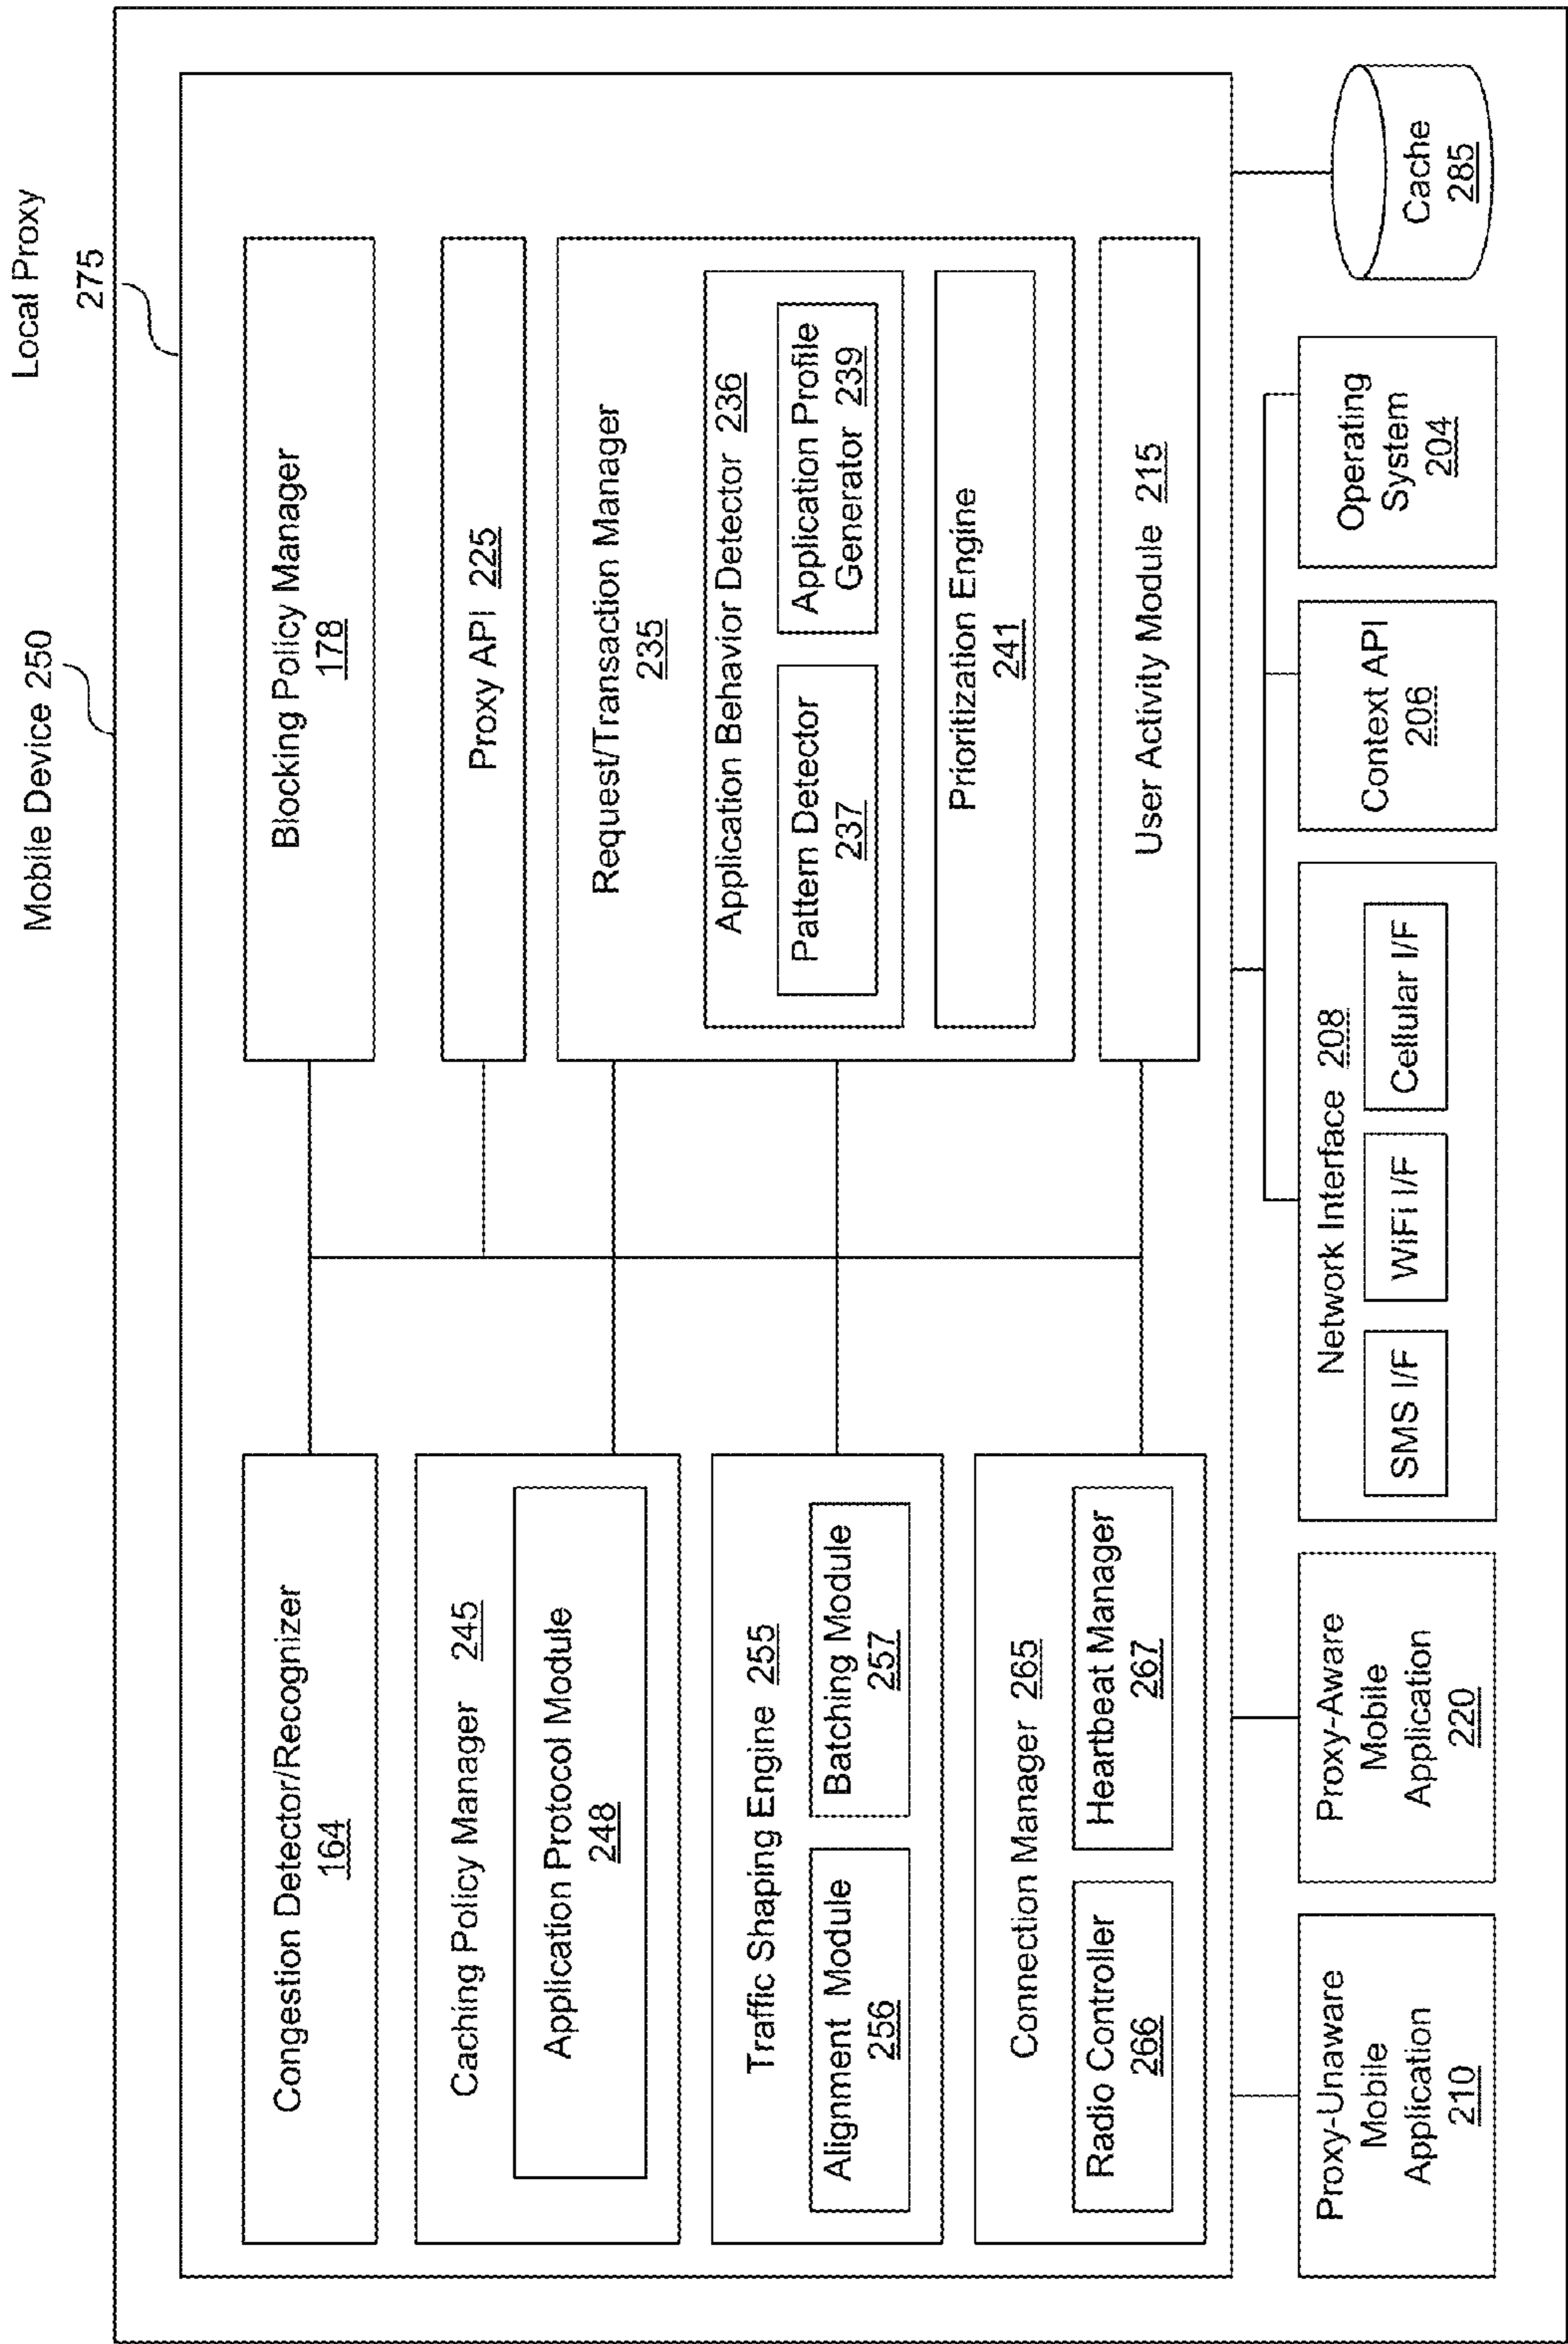 Mobile Device 250
Local Proxy
275
Congestion Detector/Recognizer
164
Caching Policy Manager 245
Application Protocol Module
248
Traffic Shaping Engine 255
Alignment Module
256
Batching Module
257
Connection Manager 265
Radio Controller
266
Heartbeat Manager
267
Blocking Policy Manager
178
Proxy API 225
Request/Transaction Manager
235
Application Behavior Detector 236
Pattern Detector
237
Application Profile
Generator 239
Prioritization Engine
241
User Activity Module 215
Proxy-Unaware
Mobile
Application
210
Proxy-Aware
Mobile
Application
220
Network Interface 208
SMS I/F
WiFi I/F
Cellular I/F
Context API
206
Operating
System
204
Cache
285